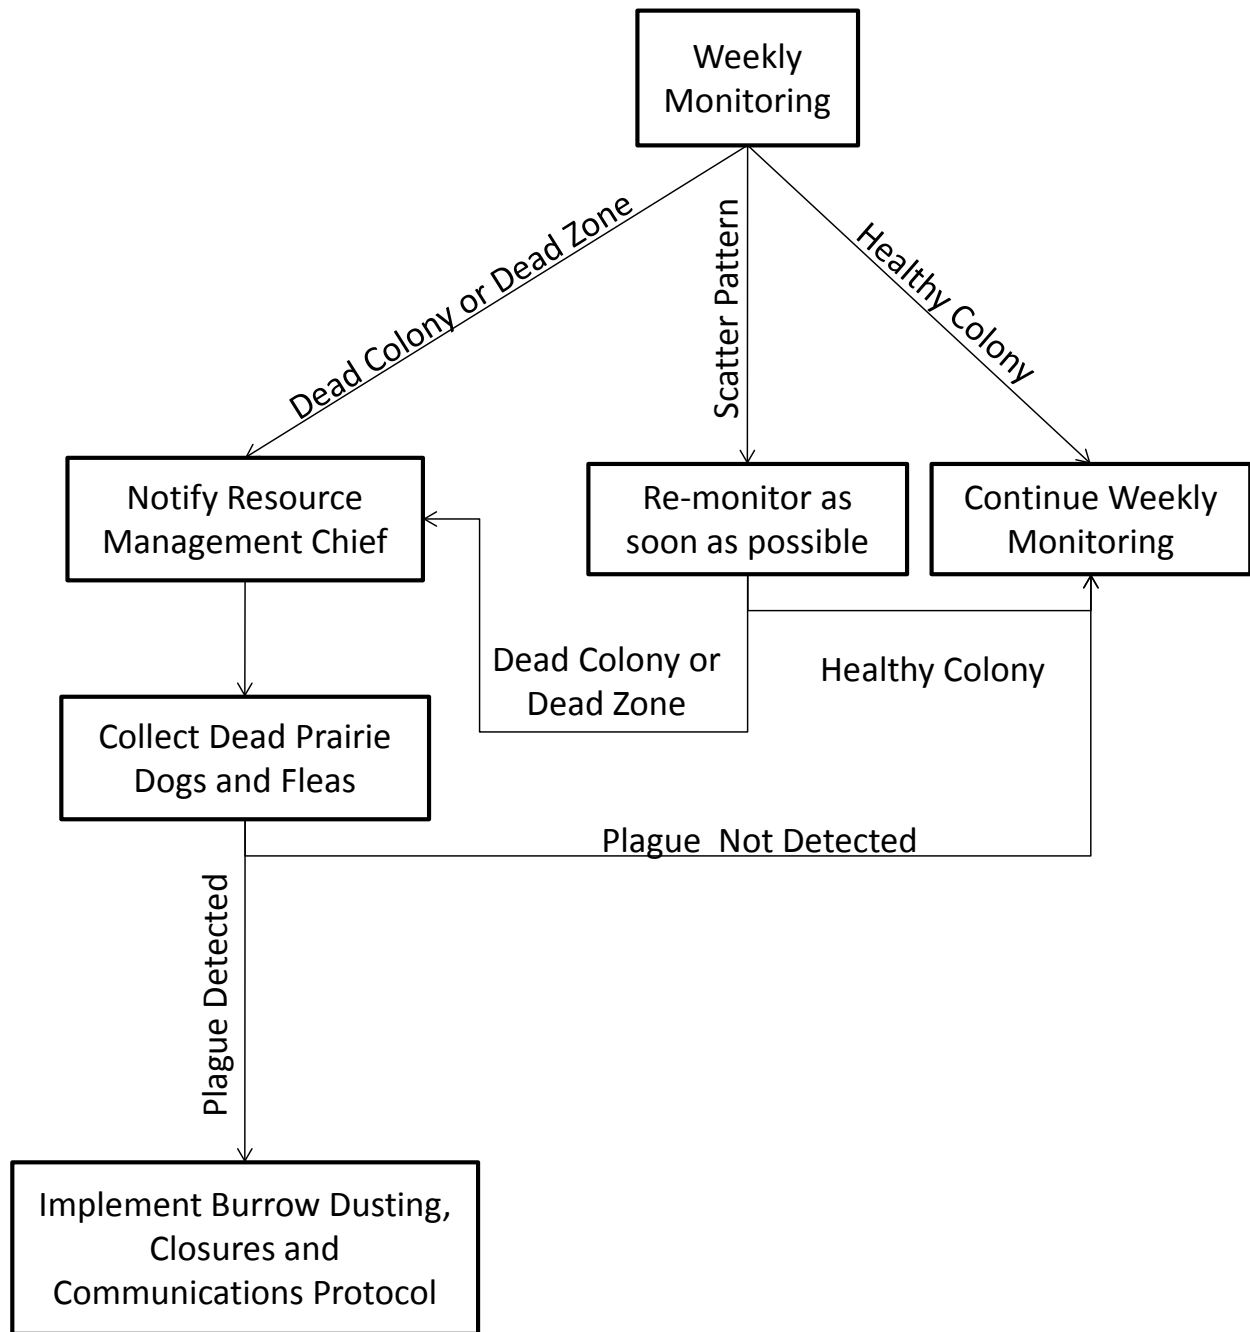 Weekly
Monitoring
Dead Colony or Dead Zone
Scatter Pattern
Healthy Colony
Notify Resource
Management Chief
Re-monitor as
soon as possible
Continue Weekly
Monitoring
Dead Colony or
Dead Zone
Healthy Colony
Collect Dead Prairie
Dogs and Fleas
Plague  Not Detected
Plague Detected
Implement Burrow Dusting,
Closures and
Communications Protocol